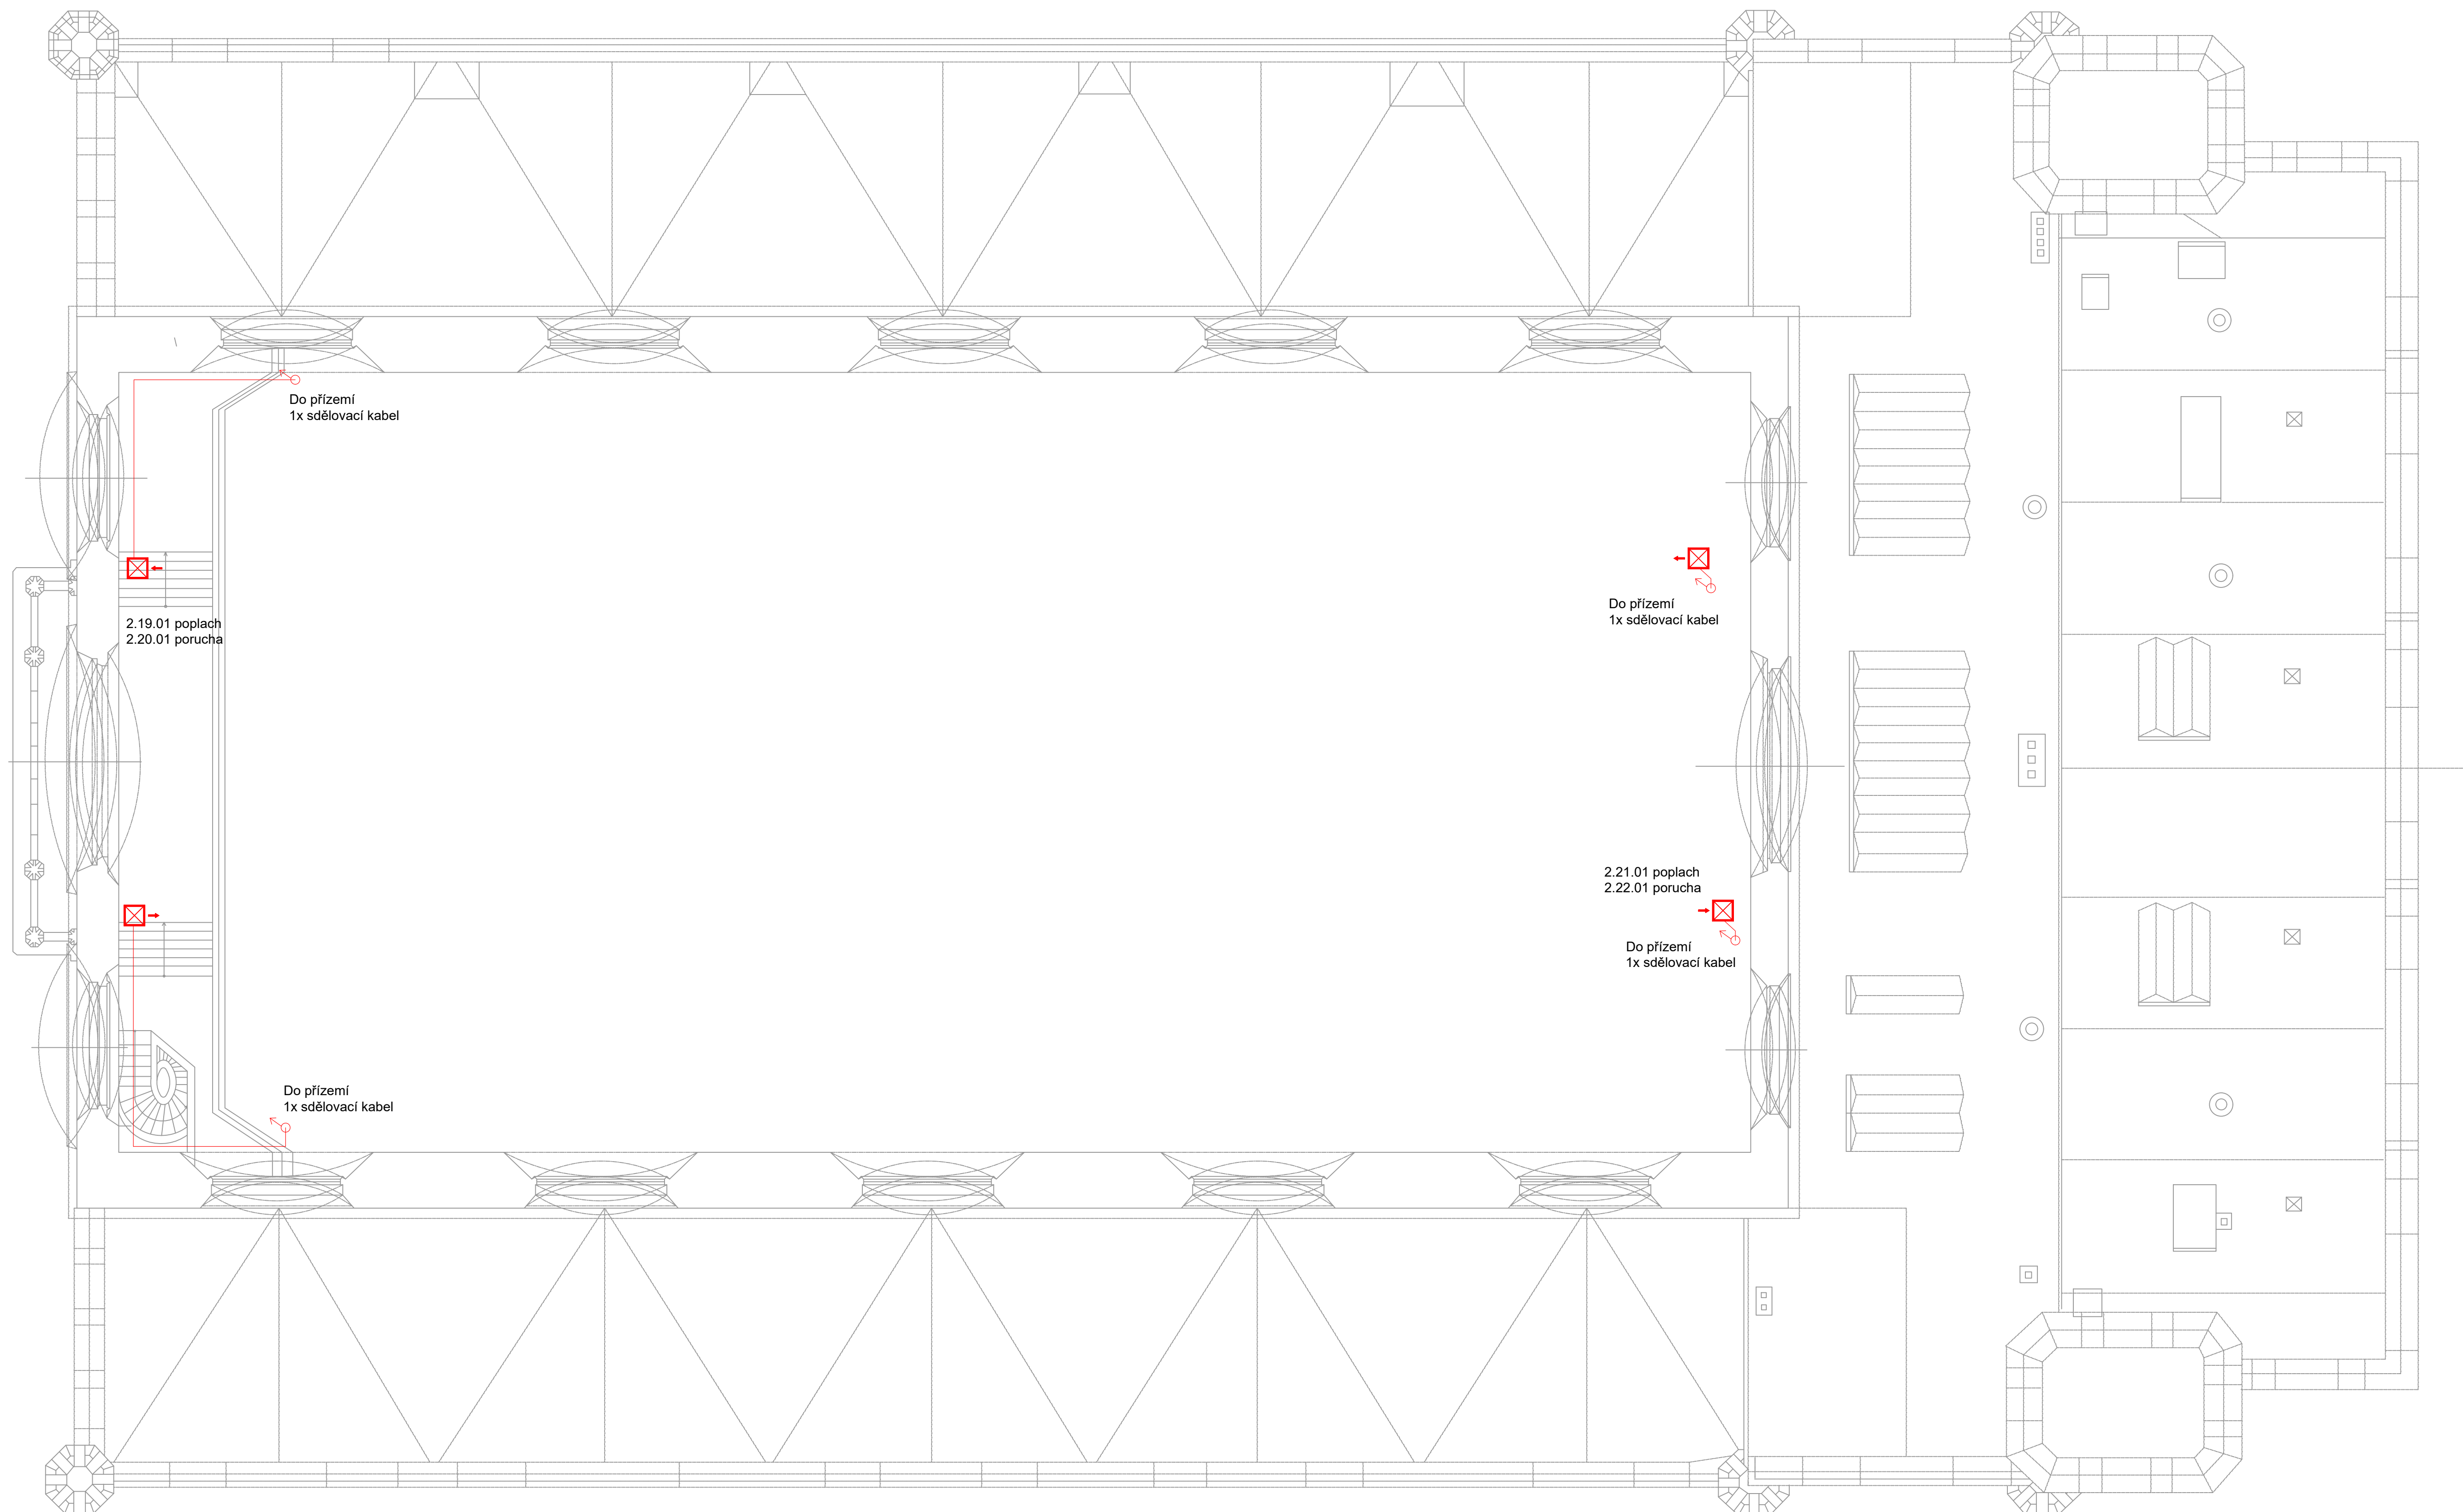 Do přízemí
1x sdělovací kabel
2.19.01 poplach
2.20.01 porucha
Do přízemí
1x sdělovací kabel
2.21.01 poplach
2.22.01 porucha
Do přízemí
1x sdělovací kabel
Do přízemí
1x sdělovací kabel